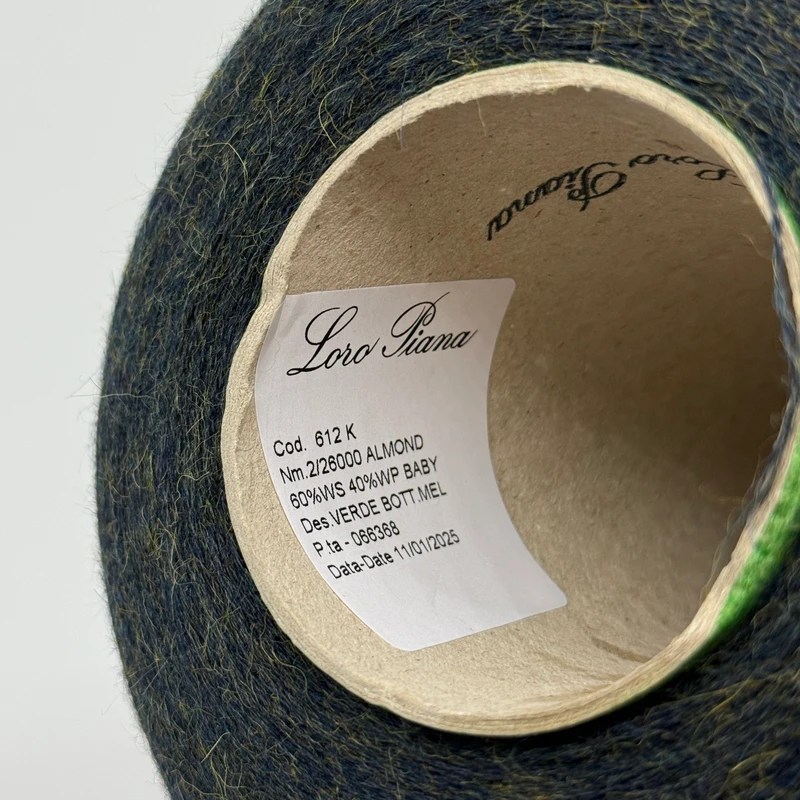 Loro Piana
Loro Piana
Cod. 612 K
Nm.2/26000 ALMOND
60%WS 40%WP BABY
Des.VERDE BOTT.MEL
P.ta - 066368
Data-Date 11/01/2025